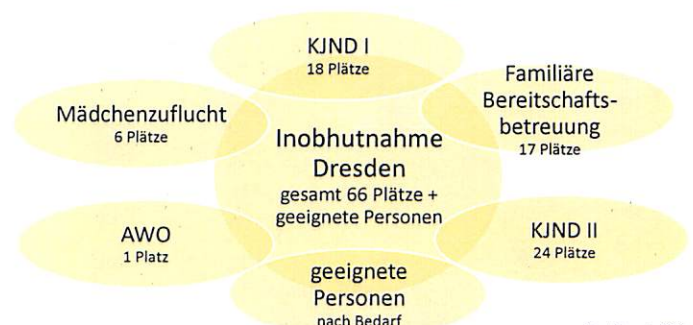 KJND I
18 Plätze
Familiäre
Bereitschafts-
betreuung
17 Plätze
Mädchenzuflucht
6 Plätze
Inobhutnahme
Dresden
gesamt 66 Plätze +
geeignete Personen
AWO
1 Platz
KJND II
24 Plätze
geeignete
Personen
nach Bedarf